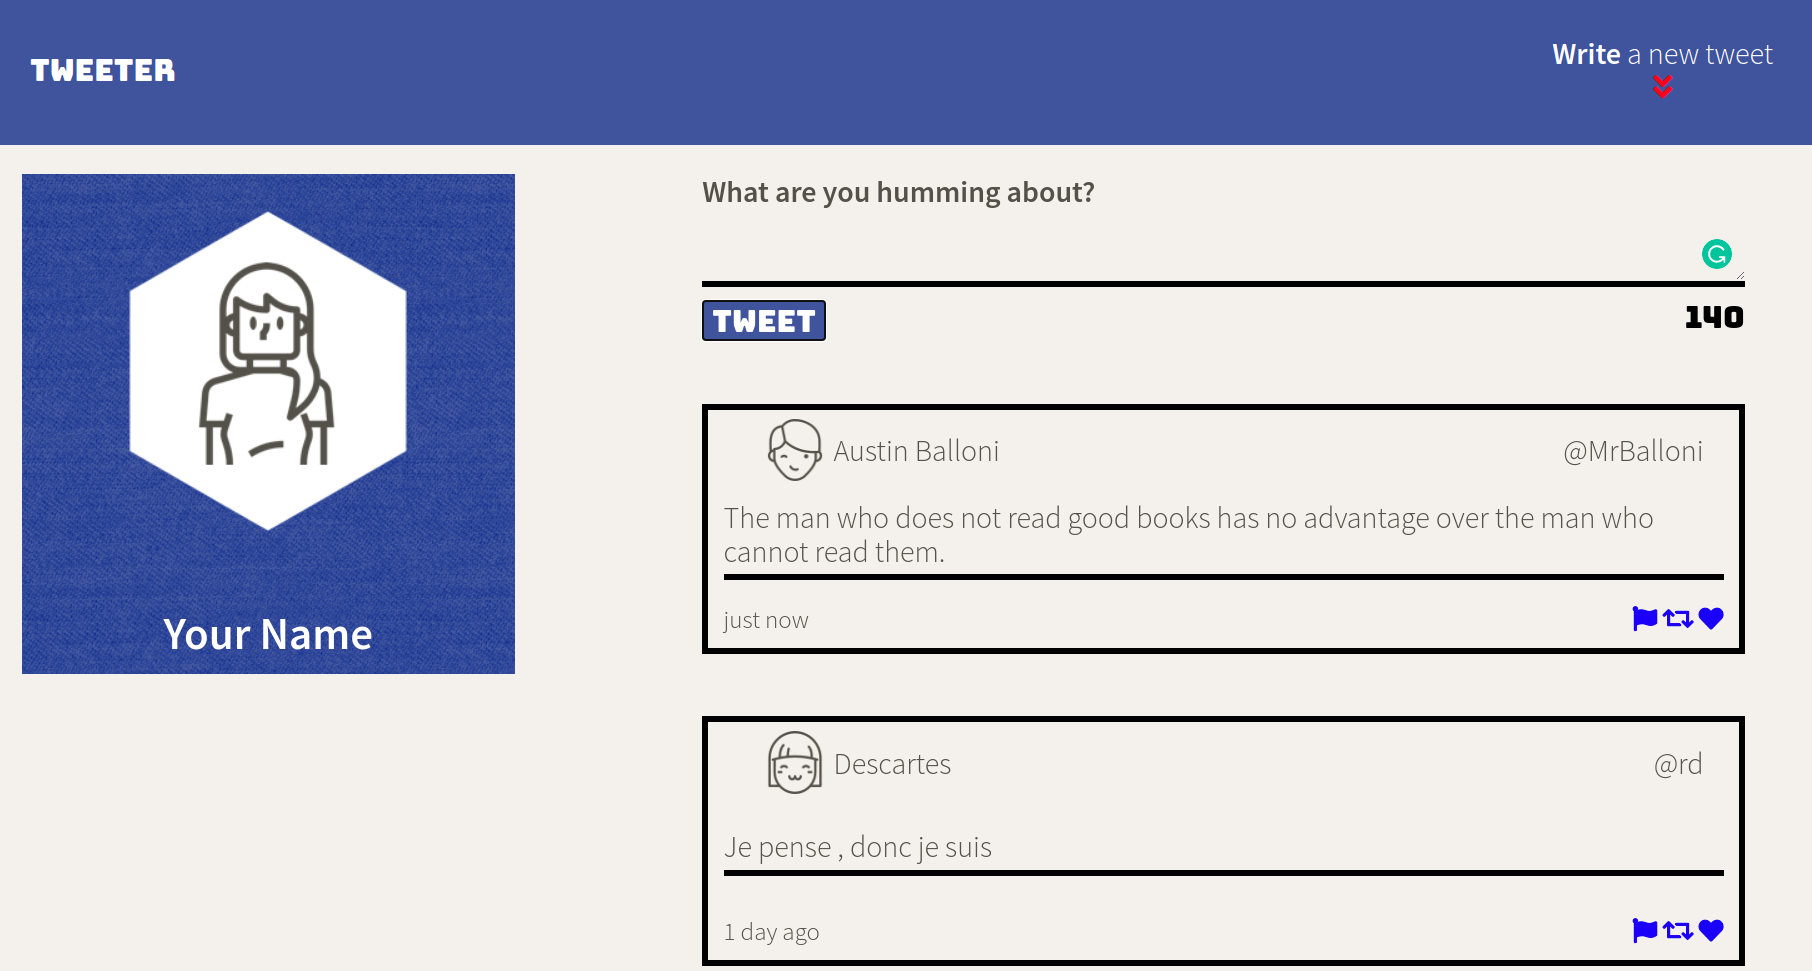 TWEETER
Write a new tweet
Your Name
What are you humming about?
TWEET
140
Austin Balloni
@MrBalloni
The man who does not read good books has no advantage over the man who
cannot read them.
just now
Descartes
@rd
Je pense , donc je suis
1 day ago